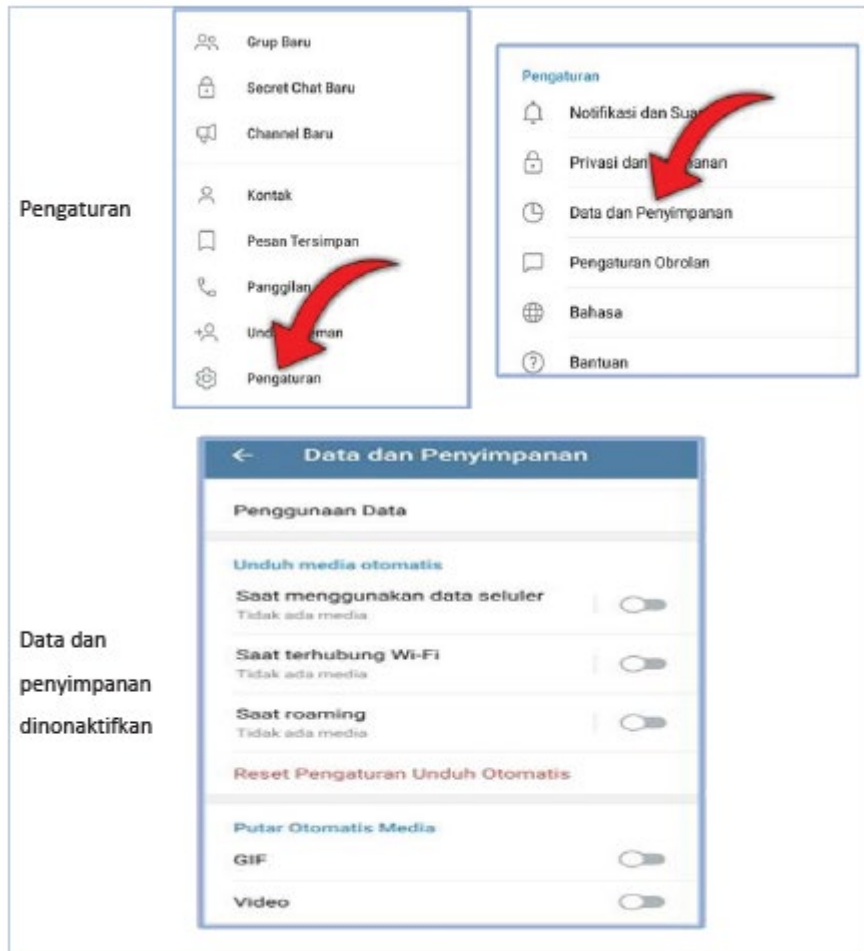 Pengaturan
Grup Baru
Secret Chat Baru
Channel Baru
Kontak
Pesan Tersimpan
Panggilan
Pengaturan
Pengaturan
Notifikasi dan
Privasi dan
Data dan Penyimpanan
Pengaturan Obrolan
Bahasa
Bantuan
Data dan
penyimpanan
dinonaktifkan
Data dan Penyimpanan
Penggunaan Data
Unduh media otomatis
Saat menggunakan data seluler
Tidak ada media
Saat terhubung Wi-Fi
Tidak ada media
Saat roaming
Tidak ada media
Reset Pengaturan Unduh Otomatis
Putar Otomatis Media
GIF
Video